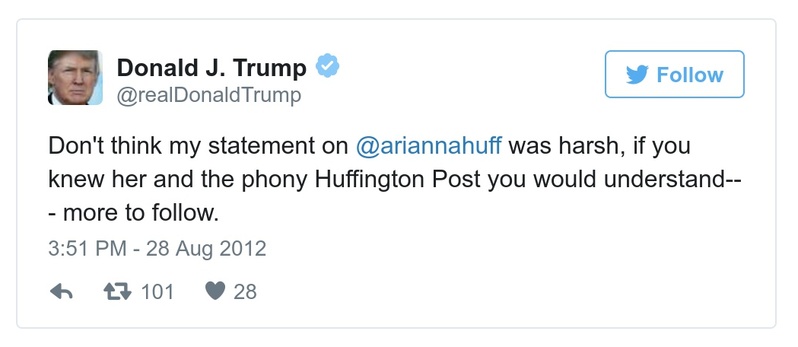 Donald J. Trump
@realDonaldTrump
Follow
Don't think my statement on @ariannahuff was harsh, if you
knew her and the phony Huffington Post you would understand--
- more to follow.
3:51 PM - 28 Aug 2012
101 28